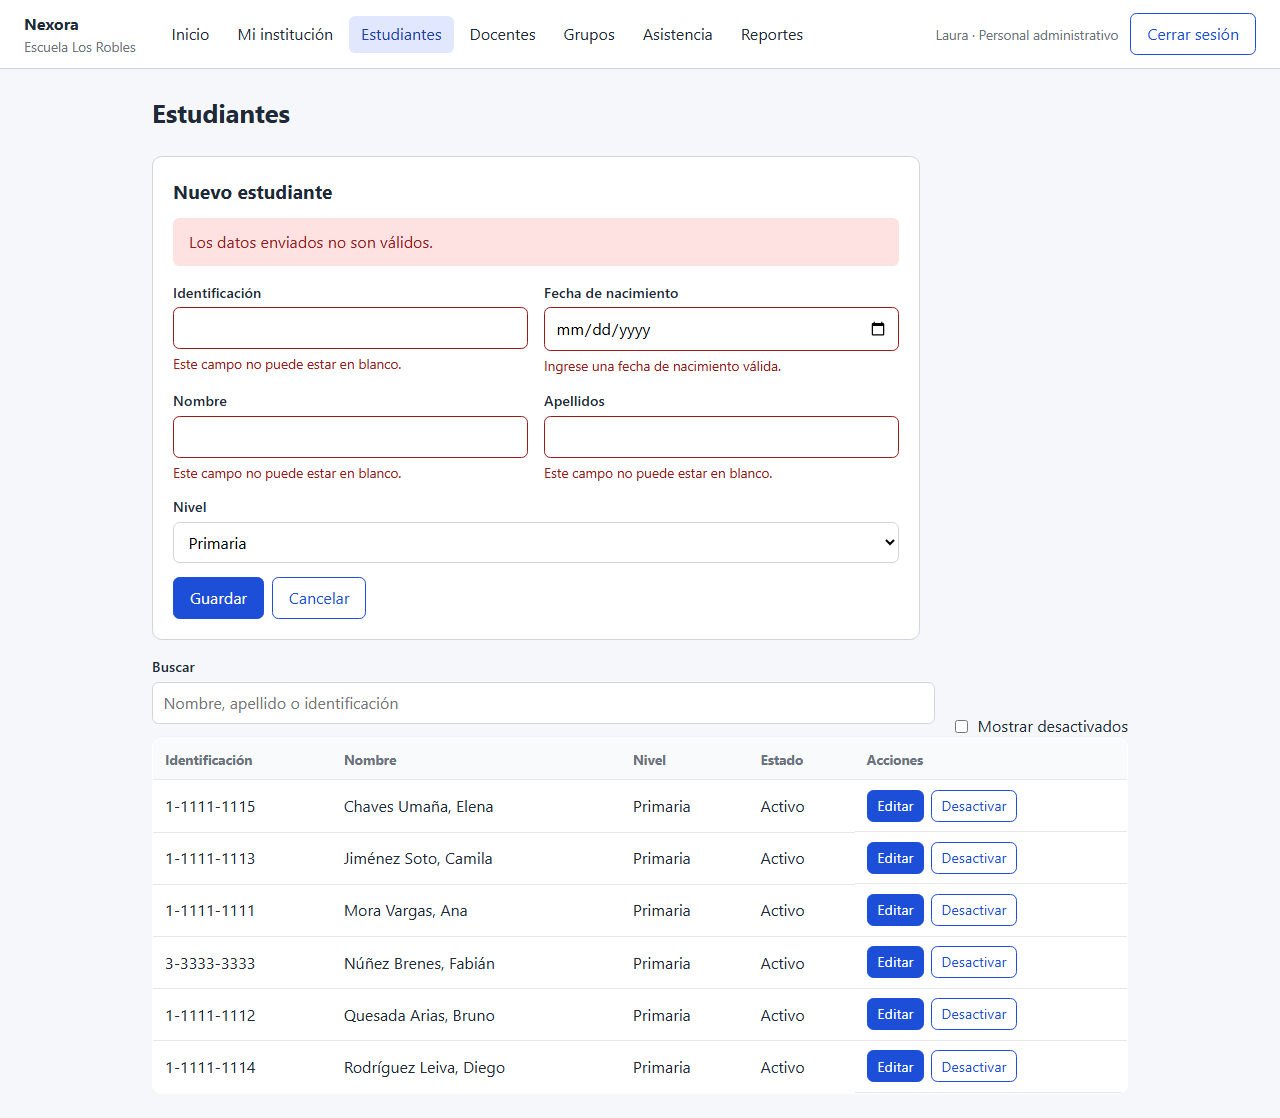 Nexora
Escuela Los Robles
Inicio Mi institución Estudiantes Docentes Grupos Asistencia Reportes
Laura · Personal administrativo Cerrar sesión
Estudiantes
Nuevo estudiante
Los datos enviados no son válidos.
Identificación Fecha de nacimiento
mm/dd/yyyy
Este campo no puede estar en blanco. Ingrese una fecha de nacimiento válida.
Nombre Apellidos
Este campo no puede estar en blanco. Este campo no puede estar en blanco.
Nivel
Primaria
Guardar Cancelar
Buscar
Nombre, apellido o identificación
Mostrar desactivados
Identificación Nombre Nivel Estado Acciones
1-1111-1115 Chaves Umaña, Elena Primaria Activo Editar Desactivar
1-1111-1113 Jiménez Soto, Camila Primaria Activo Editar Desactivar
1-1111-1111 Mora Vargas, Ana Primaria Activo Editar Desactivar
3-3333-3333 Núñez Brenes, Fabián Primaria Activo Editar Desactivar
1-1111-1112 Quesada Arias, Bruno Primaria Activo Editar Desactivar
1-1111-1114 Rodríguez Leiva, Diego Primaria Activo Editar Desactivar